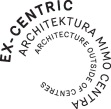 EX-CENTRIC
ARCHITEKTURA MIMO CENTRA
ARCHITECTURE OUTSIDE OF CENTRES